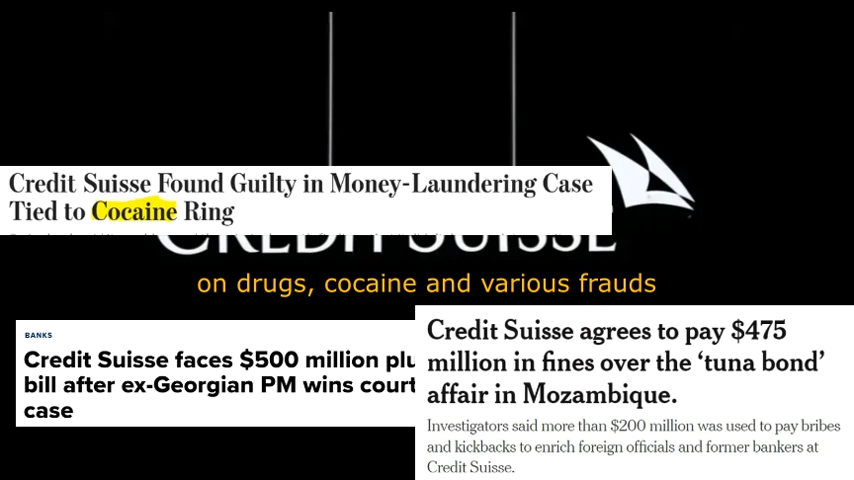 Credit Suisse Found Guilty in Money-Laundering Case
Tied to Cocaine Ring
CREDIT SUISSE
on drugs, cocaine and various frauds
BANKS
Credit Suisse faces $500 million plu
bill after ex-Georgian PM wins court
case
Credit Suisse agrees to pay $475
million in fines over the ‘tuna bond’
affair in Mozambique.
Investigators said more than $200 million was used to pay bribes
and kickbacks to enrich foreign officials and former bankers at
Credit Suisse.